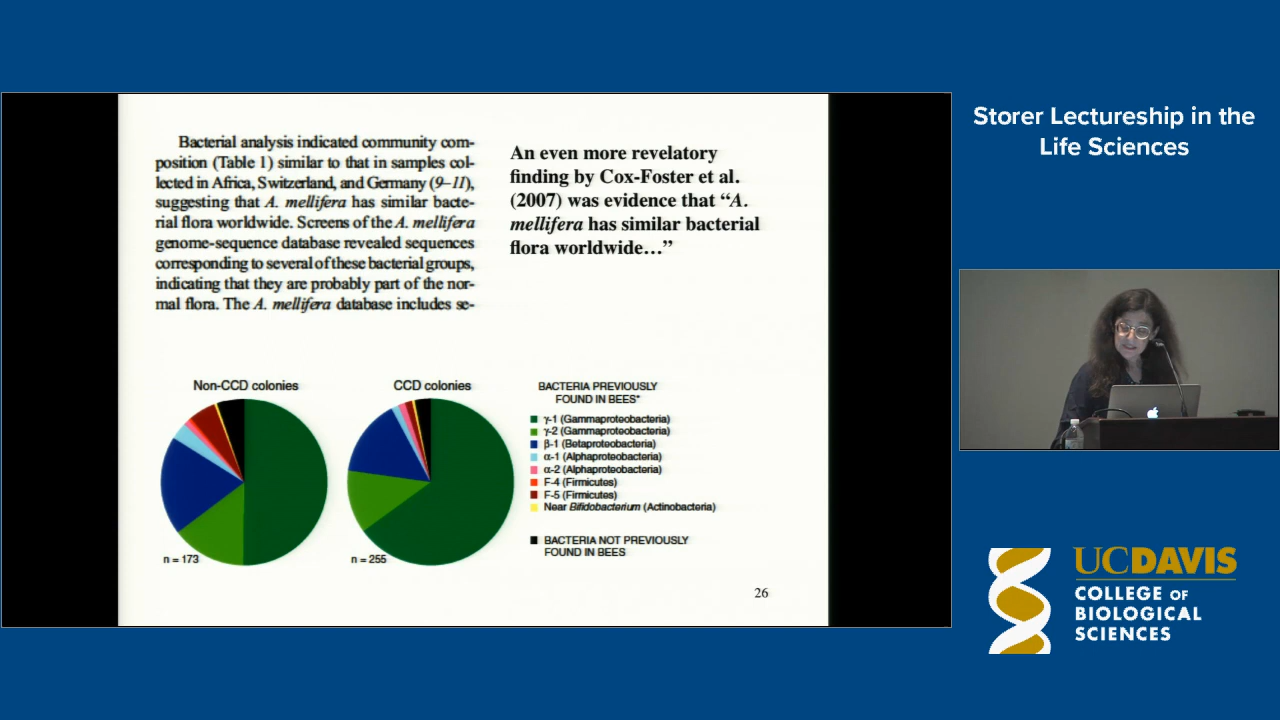 Bacterial analysis indicated community com-
position (Table 1) similar to that in samples col-
lected in Africa, Switzerland, and Germany (9–11),
suggesting that A. mellifera has similar bacte-
rial flora worldwide. Screens of the A. mellifera
genome-sequence database revealed sequences
corresponding to several of these bacterial groups,
indicating that they are probably part of the nor-
mal flora. The A. mellifera database includes se-
An even more revelatory
finding by Cox-Foster et al.
(2007) was evidence that “A.
mellifera has similar bacterial
flora worldwide…”
Non-CCD colonies
n = 173
CCD colonies
n = 255
BACTERIA PREVIOUSLY
FOUND IN BEES*
γ-1 (Gammaproteobacteria)
γ-2 (Gammaproteobacteria)
β-1 (Betaproteobacteria)
α-1 (Alphaproteobacteria)
α-2 (Alphaproteobacteria)
F-4 (Firmicutes)
F-5 (Firmicutes)
Near Bifidobacterium (Actinobacteria)
BACTERIA NOT PREVIOUSLY
FOUND IN BEES
26
Storer Lectureship in the
Life Sciences
UCDAVIS
COLLEGE OF
BIOLOGICAL
SCIENCES